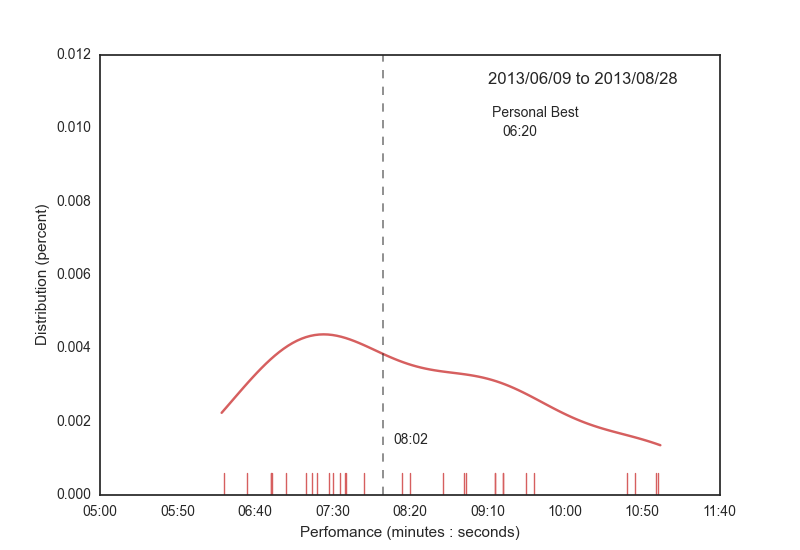 2013/06/09 to 2013/08/28
Personal Best
06:20
08:02
Distribution (percent)
0.012
0.010
0.008
0.006
0.004
0.002
0.000
05:00 05:50 06:40 07:30 08:20 09:10 10:00 10:50 11:40
Perfomance (minutes : seconds)